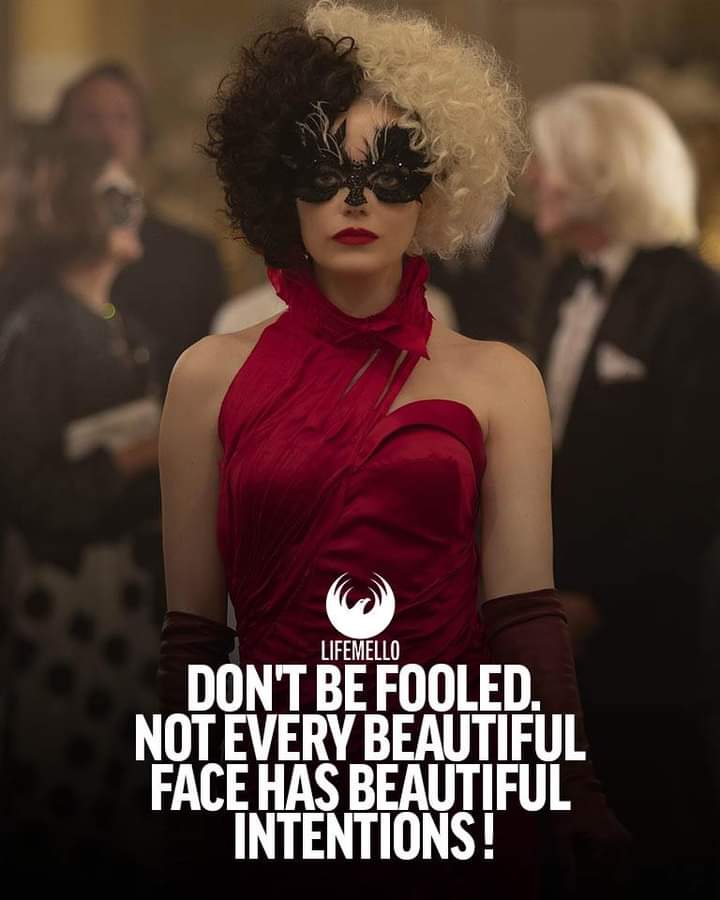 LIFEMELLO
DON'T BE FOOLED.
NOT EVERY BEAUTIFUL
FACE HAS BEAUTIFUL
INTENTIONS!